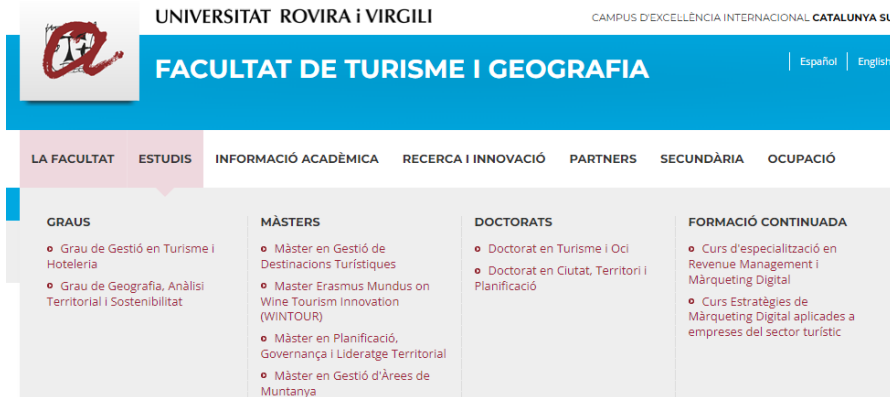 UNIVERSITAT ROVIRA i VIRGILI
CAMPUS D'EXCEL·LÈNCIA INTERNACIONAL CATALUNYA SU
FACULTAT DE TURISME I GEOGRAFIA
Español
English
LA FACULTAT
ESTUDIS
INFORMACIÓ ACADÈMICA
RECERCA I INNOVACIÓ
PARTNERS
SECUNDÀRIA
OCUPACIÓ
GRAUS
Grau de Gestió en Turisme i
Hoteleria
Grau de Geografia, Anàlisi
Territorial i Sostenibilitat
MÀSTERS
Màster en Gestió de
Destinacions Turístiques
Master Erasmus Mundus on
Wine Tourism Innovation
(WINTOUR)
Màster en Planificació,
Governança i Lideratge Territorial
Màster en Gestió d'Àrees de
Muntanya
DOCTORATS
Doctorat en Turisme i Oci
Doctorat en Ciutat, Territori i
Planificació
FORMACIÓ CONTINUADA
Curs d'especialització en
Revenue Management i
Màrqueting Digital
Curs Estratègies de
Màrqueting Digital aplicades a
empreses del sector turístic